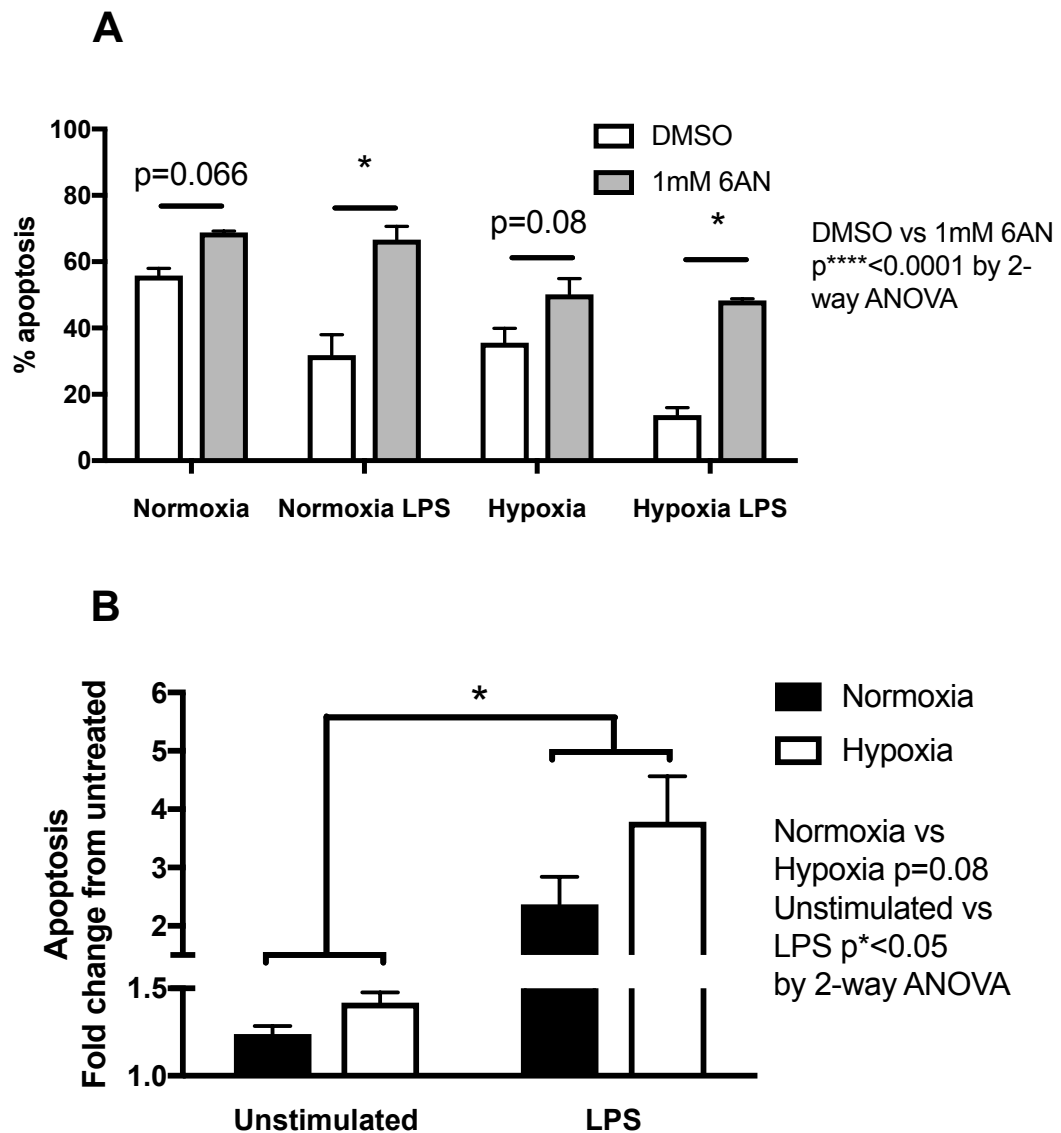 A
100
80
60
40
20
0
% apoptosis
p=0.066
*
p=0.08
*
DMSO
1mM 6AN
DMSO vs 1mM 6AN
p****<0.0001 by 2-
way ANOVA
Normoxia
Normoxia LPS
Hypoxia
Hypoxia LPS
B
Apoptosis
Fold change from untreated
6
5
4
3
2
1.5
1.0
*
Normoxia
Hypoxia
Normoxia vs
Hypoxia p=0.08
Unstimulated vs
LPS p*<0.05
by 2-way ANOVA
Unstimulated
LPS